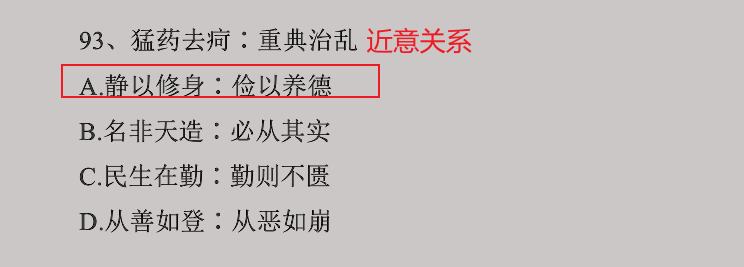 93、猛药去疴：重典治乱 近意关系
A.静以修身：俭以养德
B.名非天造：必从其实
C.民生在勤：勤则不匮
D.从善如登：从恶如崩